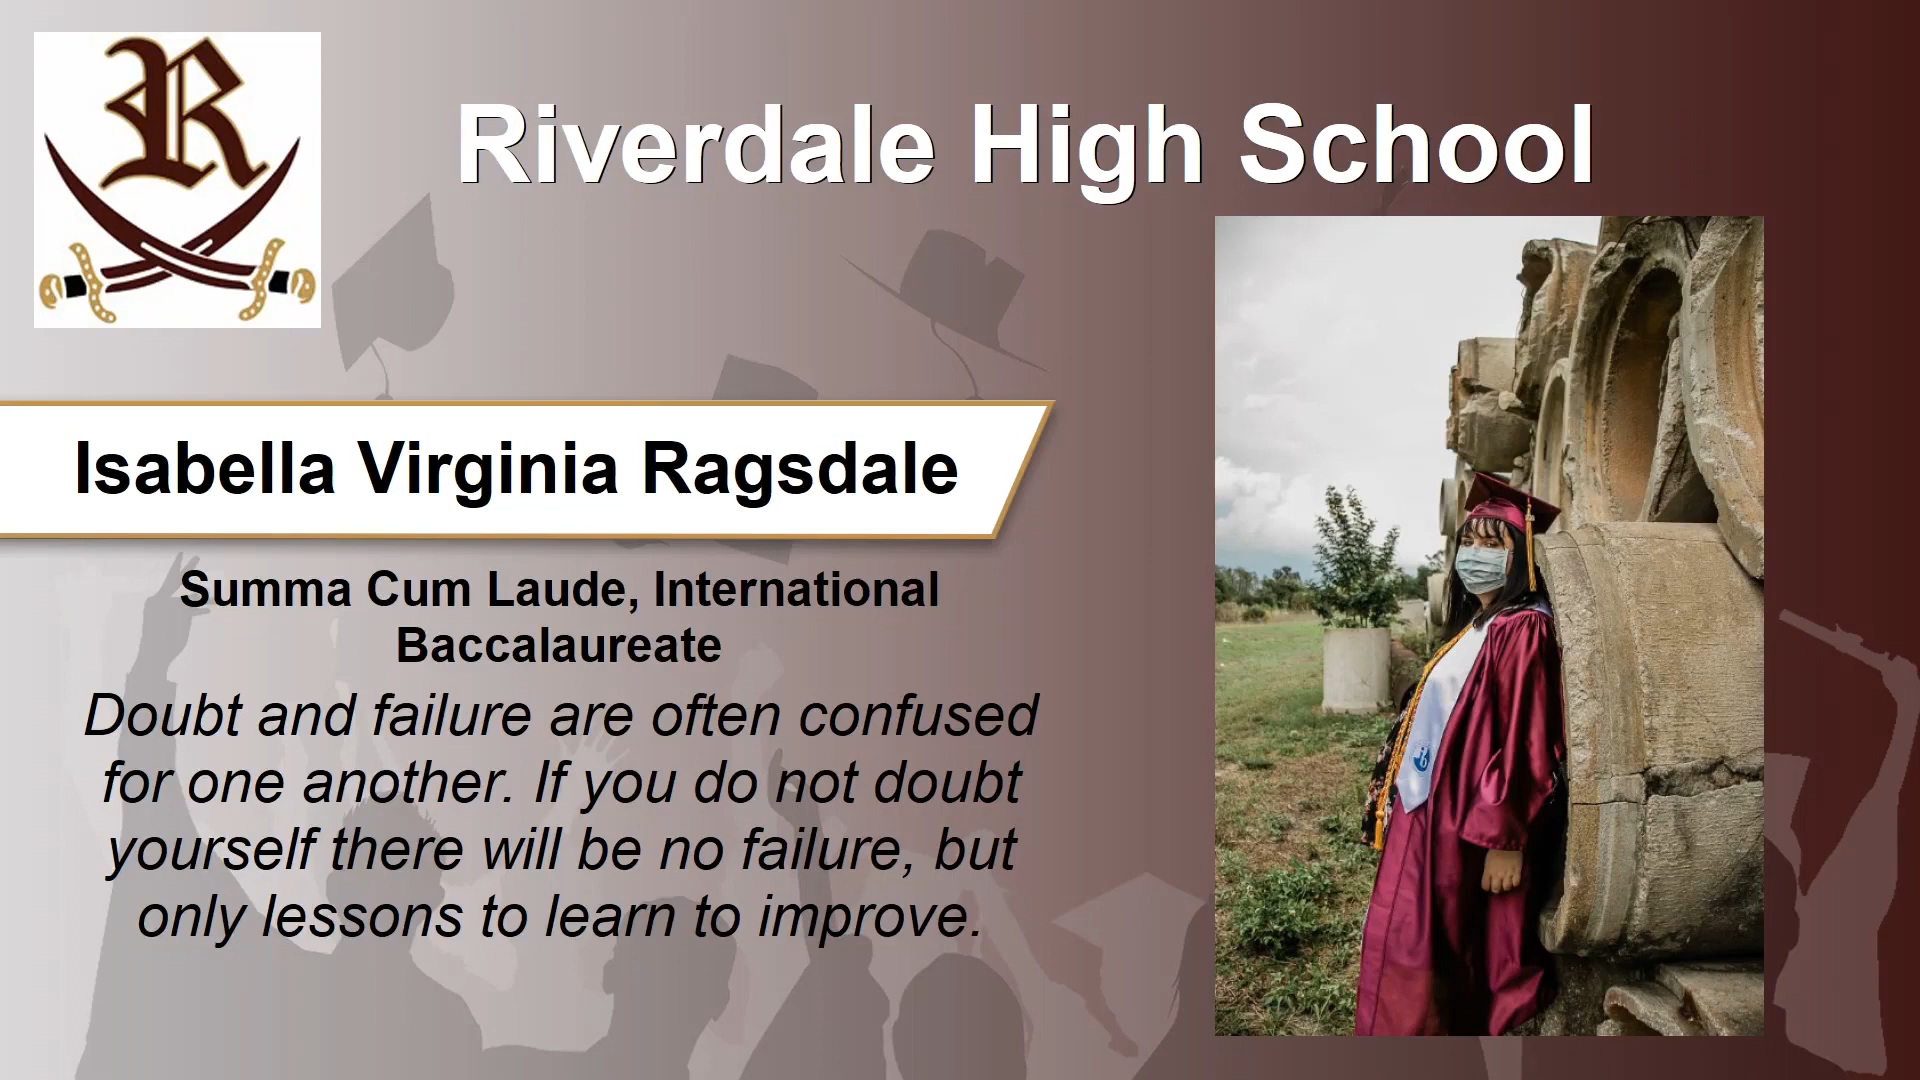 R
Riverdale High School
Isabella Virginia Ragsdale
Summa Cum Laude, International
Baccalaureate
Doubt and failure are often confused
for one another. If you do not doubt
yourself there will be no failure, but
only lessons to learn to improve.